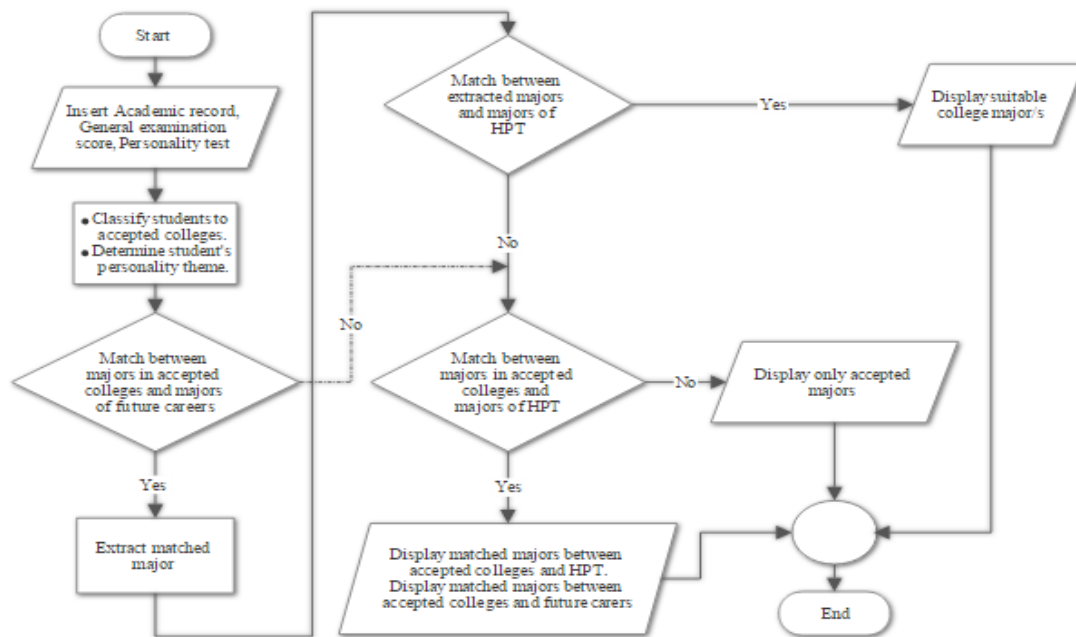 Start
Insert Academic record,
General examination
score, Personality test
• Classify students to
accepted colleges.
• Determine student's
personality theme.
Match between
majors in accepted
colleges and majors
of future careers
No
Yes
Extract matched
major
Match between
extracted majors
and majors of
HPT
Yes
Display suitable
college major/s
No
Match between
majors in accepted
colleges and
majors of HPT
No
Display only accepted
majors
Yes
Display matched majors between
accepted colleges and HPT.
Display matched majors between
accepted colleges and future carers
End